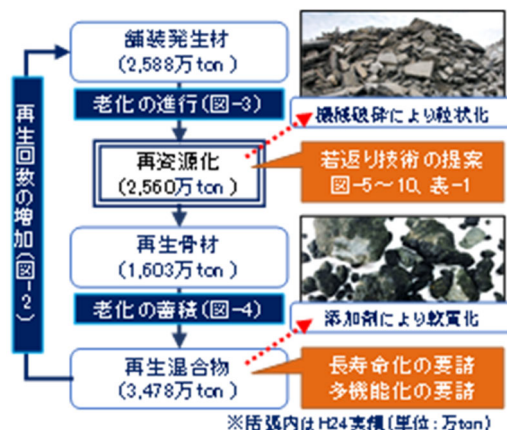 舗装発生材
(2,588万ton)
老化の進行(図-3)
機械破砕により粒状化
再資源化
(2,560万ton)
若返り技術の提案
図-5～10、表-1
再生回数の増加(図-2)
再生骨材
(1,603万ton)
老化の蓄積(図-4)
添加剤により軟質化
再生混合物
(3,478万ton)
長寿命化の要請
多機能化の要請
※括弧内はH24実績(単位:万ton)